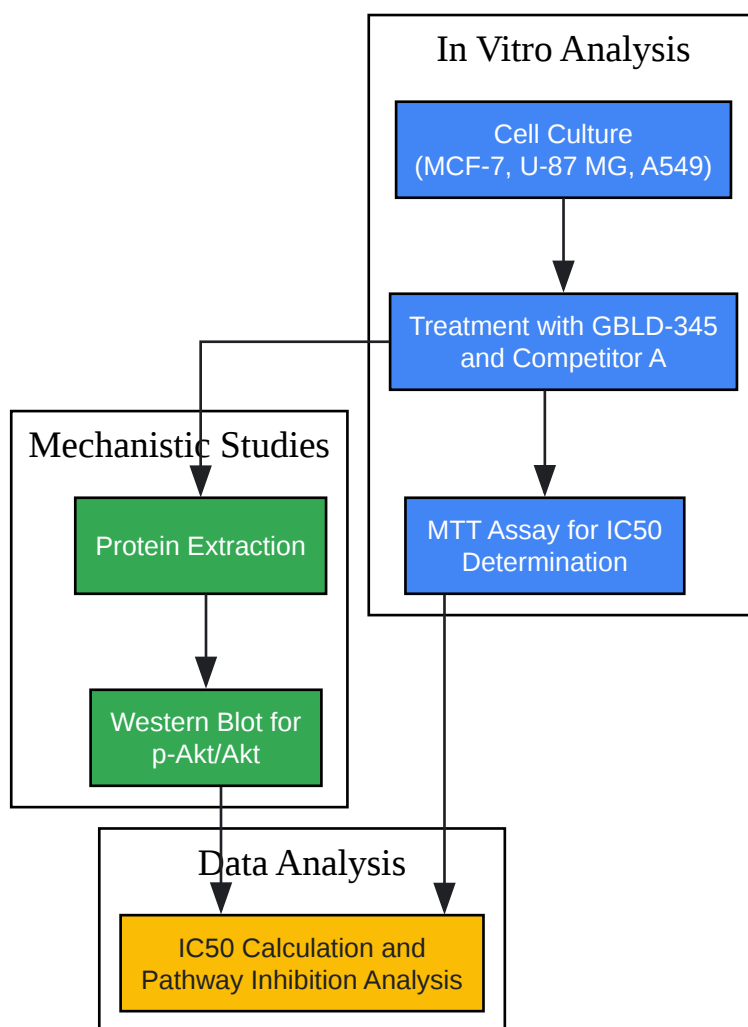 In Vitro Analysis
Cell Culture
(MCF-7, U-87 MG, A549)
Treatment with GBLD-345
and Competitor A
MTT Assay for IC50
Determination
Mechanistic Studies
Protein Extraction
Western Blot for
p-Akt/Akt
Data Analysis
IC50 Calculation and
Pathway Inhibition Analysis